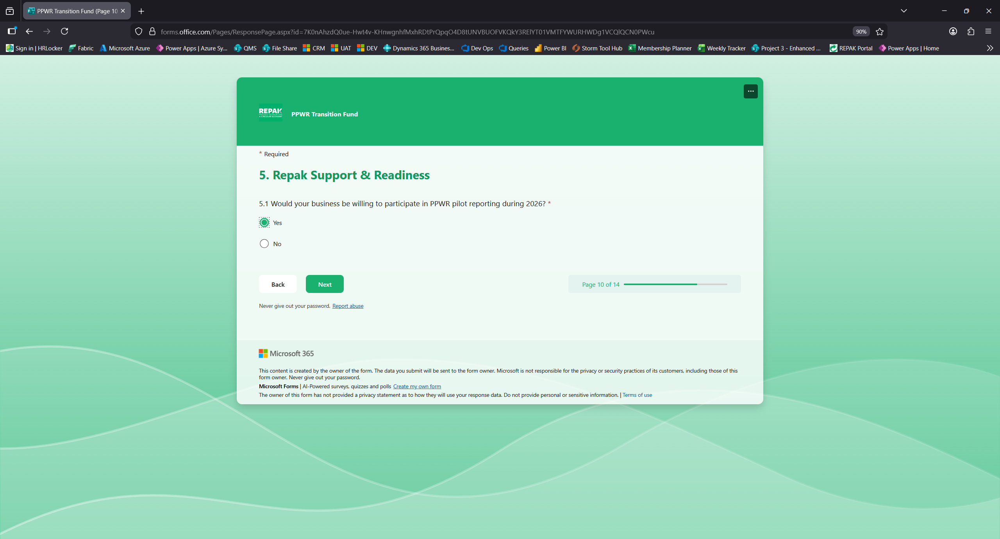 PPWR Transition Fund (Page 10
forms.office.com/Pages/ResponsePage.aspx?id=7K0nAhzdQ0ue-Hwt4v-KHnwgnhfMxhRDtPrQpqO4D8tUNVBUOFVKQkY3RElYT01VMTFYWURHWDg1VCQlQCN0PWcu
90%
Sign in | HRLocker
Fabric
Microsoft Azure
Power Apps | Azure Sy...
QMS
File Share
CRM
UAT
DEV
Dynamics 365 Busines...
Dev Ops
Queries
Power BI
Storm Tool Hub
Membership Planner
Weekly Tracker
Project 3 - Enhanced ...
REPAK Portal
Power Apps | Home
REPAK
PROUDLY SUPPORTING
A CIRCULAR ECONOMY
PPWR Transition Fund
* Required
5. Repak Support & Readiness
5.1 Would your business be willing to participate in PPWR pilot reporting during 2026? *
Yes
No
Back
Next
Page 10 of 14
Never give out your password. Report abuse
Microsoft 365
This content is created by the owner of the form. The data you submit will be sent to the form owner. Microsoft is not responsible for the privacy or security practices of its customers, including those of this
form owner. Never give out your password.
Microsoft Forms | AI-Powered surveys, quizzes and polls Create my own form
The owner of this form has not provided a privacy statement as to how they will use your response data. Do not provide personal or sensitive information. | Terms of use